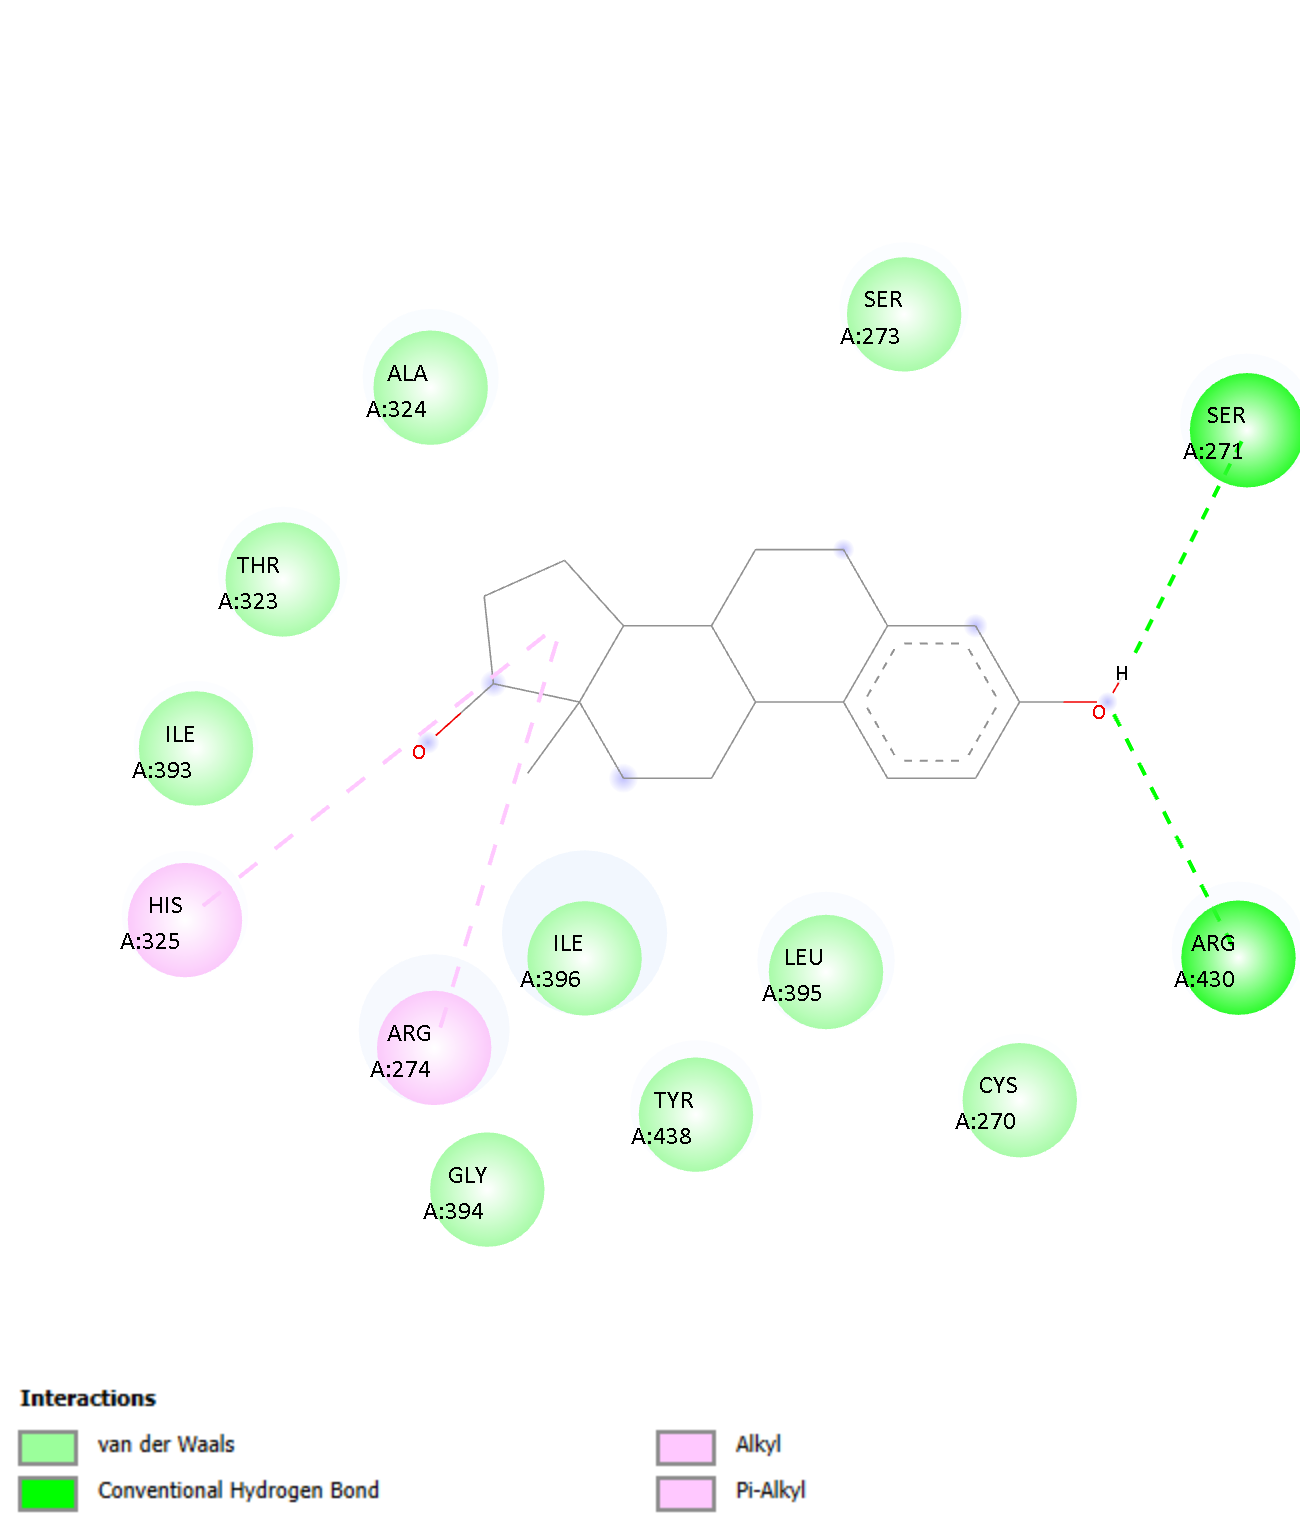 SER
A:273
ALA
A:324
SER
A:271
THR
A:323
H
O
ILE
A:393
O
HIS
A:325
ILE
A:396
LEU
A:395
ARG
A:430
ARG
A:274
TYR
A:438
CYS
A:270
GLY
A:394
Interactions
van der Waals
Conventional Hydrogen Bond
Alkyl
Pi-Alkyl